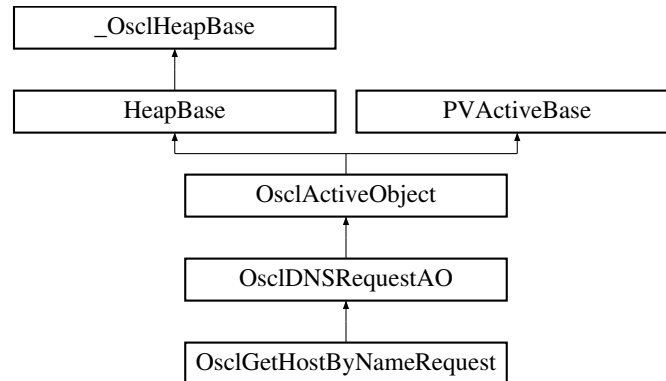 _OsclHeapBase
HeapBase
PVActiveBase
OsclActiveObject
OsclDNSRequestAO
OsclGetHostByNameRequest